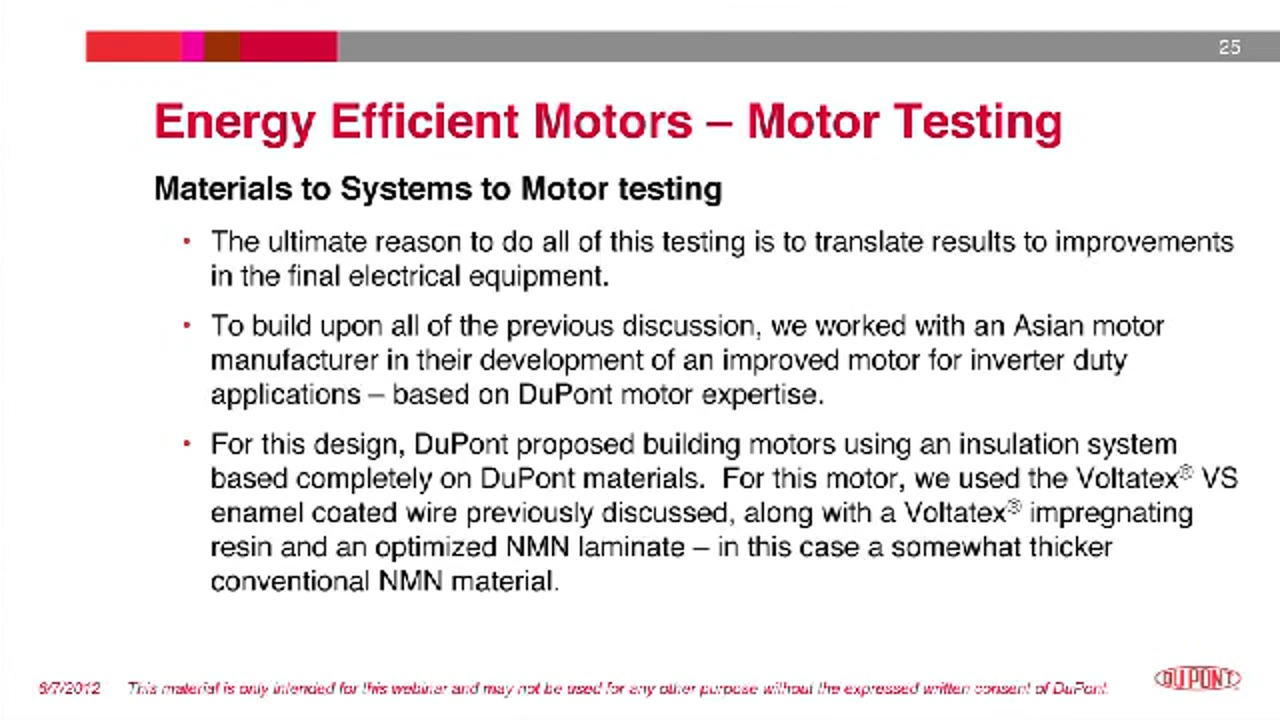 25
Energy Efficient Motors – Motor Testing
Materials to Systems to Motor testing
• The ultimate reason to do all of this testing is to translate results to improvements
in the final electrical equipment.
• To build upon all of the previous discussion, we worked with an Asian motor
manufacturer in their development of an improved motor for inverter duty
applications – based on DuPont motor expertise.
• For this design, DuPont proposed building motors using an insulation system
based completely on DuPont materials.  For this motor, we used the Voltatex® VS
enamel coated wire previously discussed, along with a Voltatex® impregnating
resin and an optimized NMN laminate – in this case a somewhat thicker
conventional NMN material.
6/7/2012 This material is only intended for this webinar and may not be used for any other purpose without the expressed written consent of DuPont.
DUPONT